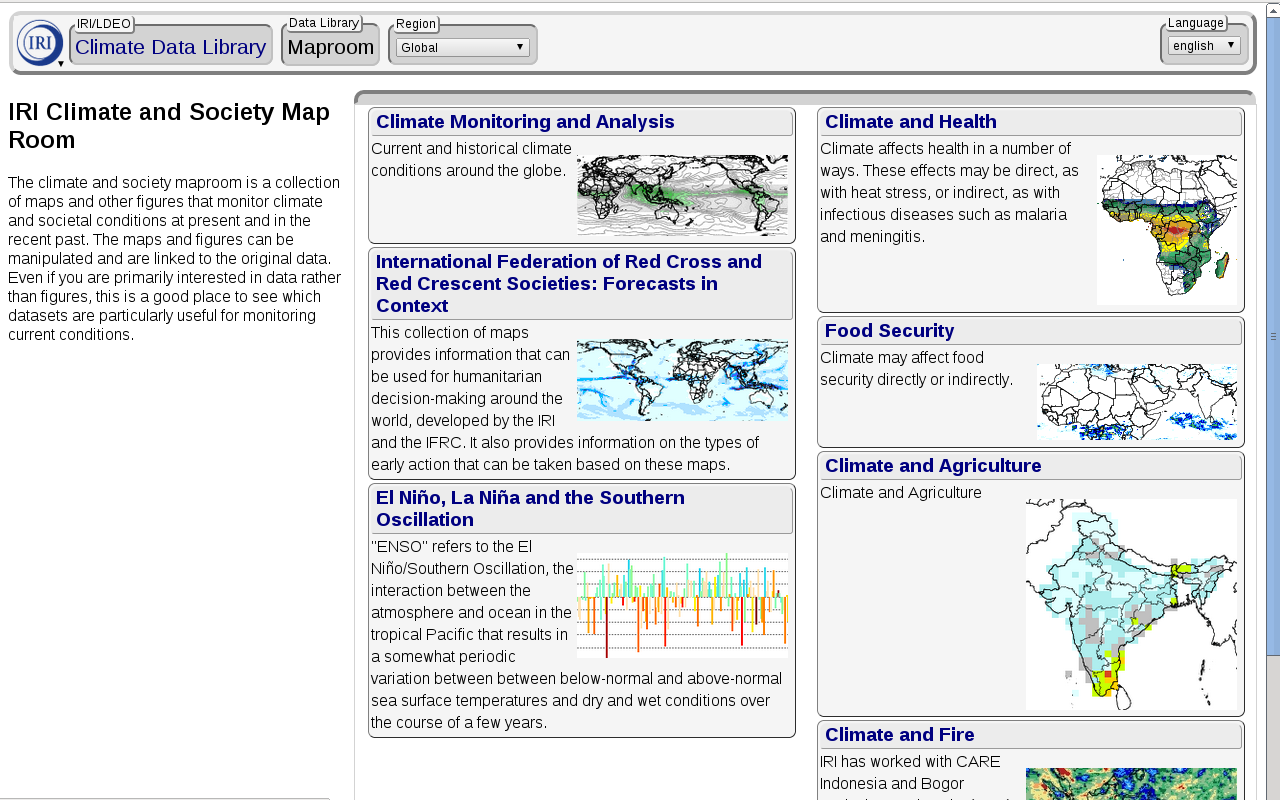 IRI
IRI/LDEO
Climate Data Library
Data Library
Maproom
Region
Global
Language
english
IRI Climate and Society Map
Room
The climate and society maproom is a collection
of maps and other figures that monitor climate
and societal conditions at present and in the
recent past. The maps and figures can be
manipulated and are linked to the original data.
Even if you are primarily interested in data rather
than figures, this is a good place to see which
datasets are particularly useful for monitoring
current conditions.
Climate Monitoring and Analysis
Current and historical climate
conditions around the globe.
International Federation of Red Cross and
Red Crescent Societies: Forecasts in
Context
This collection of maps
provides information that can
be used for humanitarian
decision-making around the
world, developed by the IRI
and the IFRC. It also provides information on the types of
early action that can be taken based on these maps.
El Niño, La Niña and the Southern
Oscillation
"ENSO" refers to the El
Niño/Southern Oscillation, the
interaction between the
atmosphere and ocean in the
tropical Pacific that results in
a somewhat periodic
variation between between below-normal and above-normal
sea surface temperatures and dry and wet conditions over
the course of a few years.
Climate and Health
Climate affects health in a number of
ways. These effects may be direct, as
with heat stress, or indirect, as with
infectious diseases such as malaria
and meningitis.
Food Security
Climate may affect food
security directly or indirectly.
Climate and Agriculture
Climate and Agriculture
Climate and Fire
IRI has worked with CARE
Indonesia and Bogor